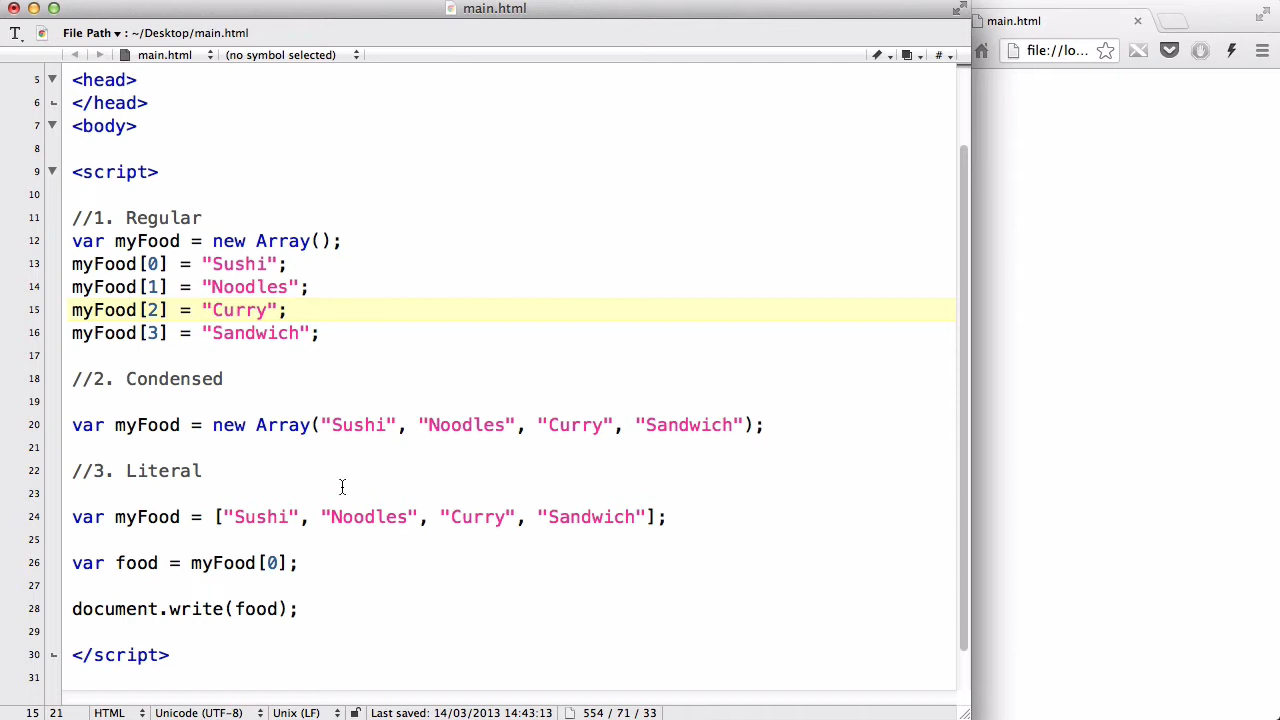 main.html
File Path ▾ : ~/Desktop/main.html
main.html (no symbol selected) #
5 <head>
6 </head>
7 <body>
8
9 <script>
10
11 //1. Regular
12 var myFood = new Array();
13 myFood[0] = "Sushi";
14 myFood[1] = "Noodles";
15 myFood[2] = "Curry";
16 myFood[3] = "Sandwich";
17
18 //2. Condensed
19
20 var myFood = new Array("Sushi", "Noodles", "Curry", "Sandwich");
21
22 //3. Literal
23
24 var myFood = ["Sushi", "Noodles", "Curry", "Sandwich"];
25
26 var food = myFood[0];
27
28 document.write(food);
29
30 </script>
31
15 21 HTML Unicode (UTF-8) Unix (LF) Last saved: 14/03/2013 14:43:13 554 / 71 / 33
main.html
file://lo...